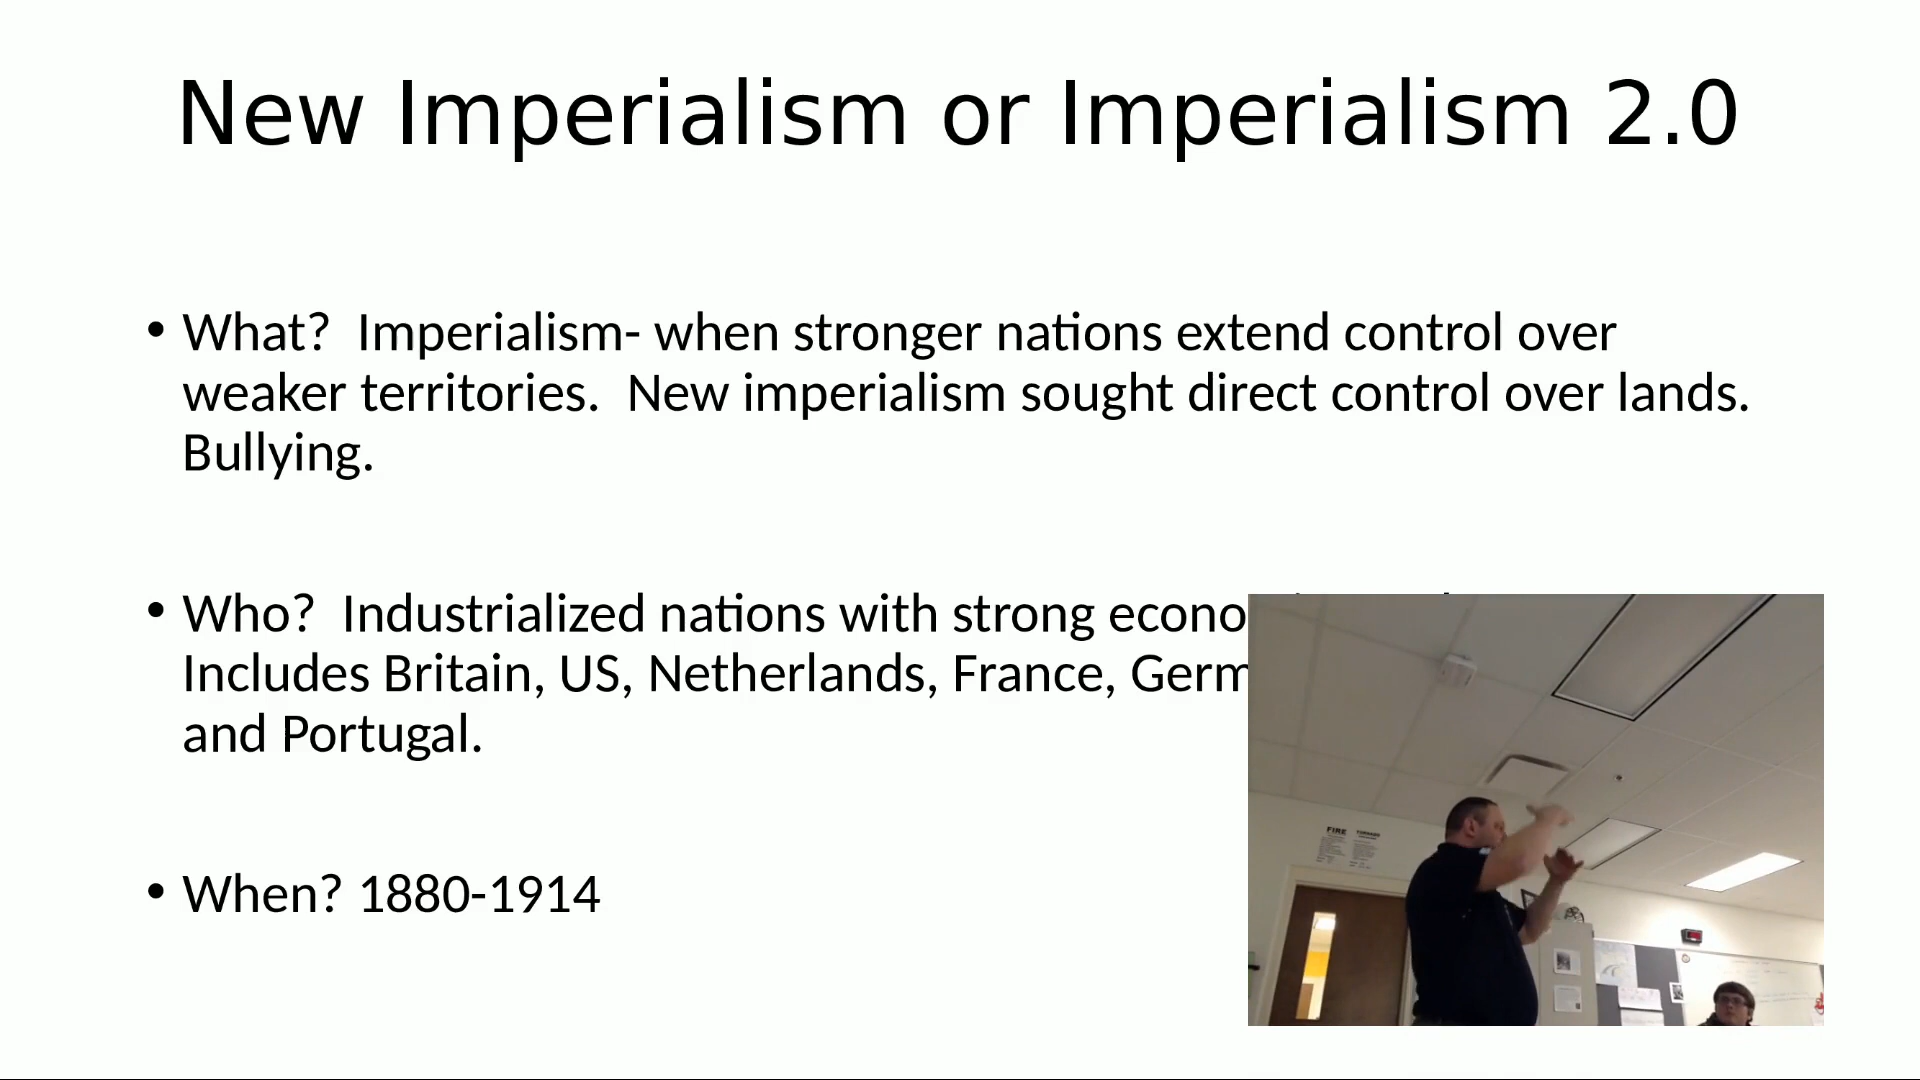 New Imperialism or Imperialism 2.0
• What?  Imperialism- when stronger nations extend control over
weaker territories.  New imperialism sought direct control over lands.
Bullying.
• Who?  Industrialized nations with strong
Includes Britain, US, Netherlands, France,
and Portugal.
• When? 1880-1914
FIRE
TORNADO